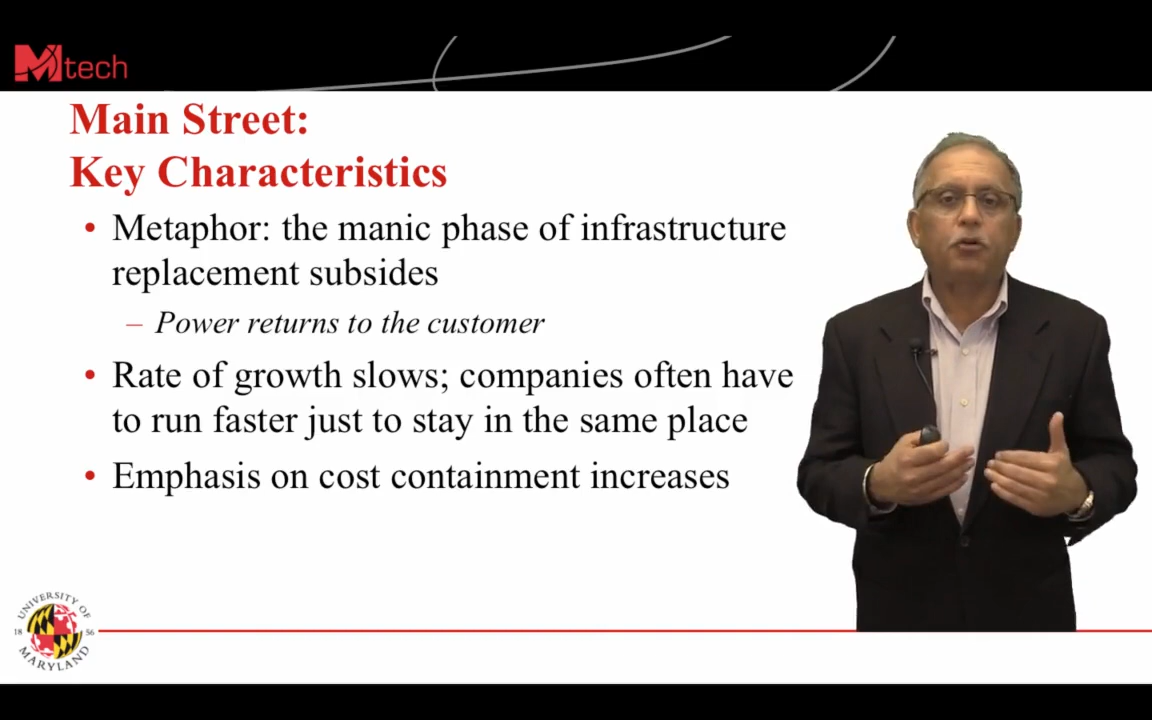 Mtech
Main Street:
Key Characteristics
• Metaphor: the manic phase of infrastructure
replacement subsides
– Power returns to the customer
• Rate of growth slows; companies often have
to run faster just to stay in the same place
• Emphasis on cost containment increases
UNIVERSITY OF
18 56
MARYLAND